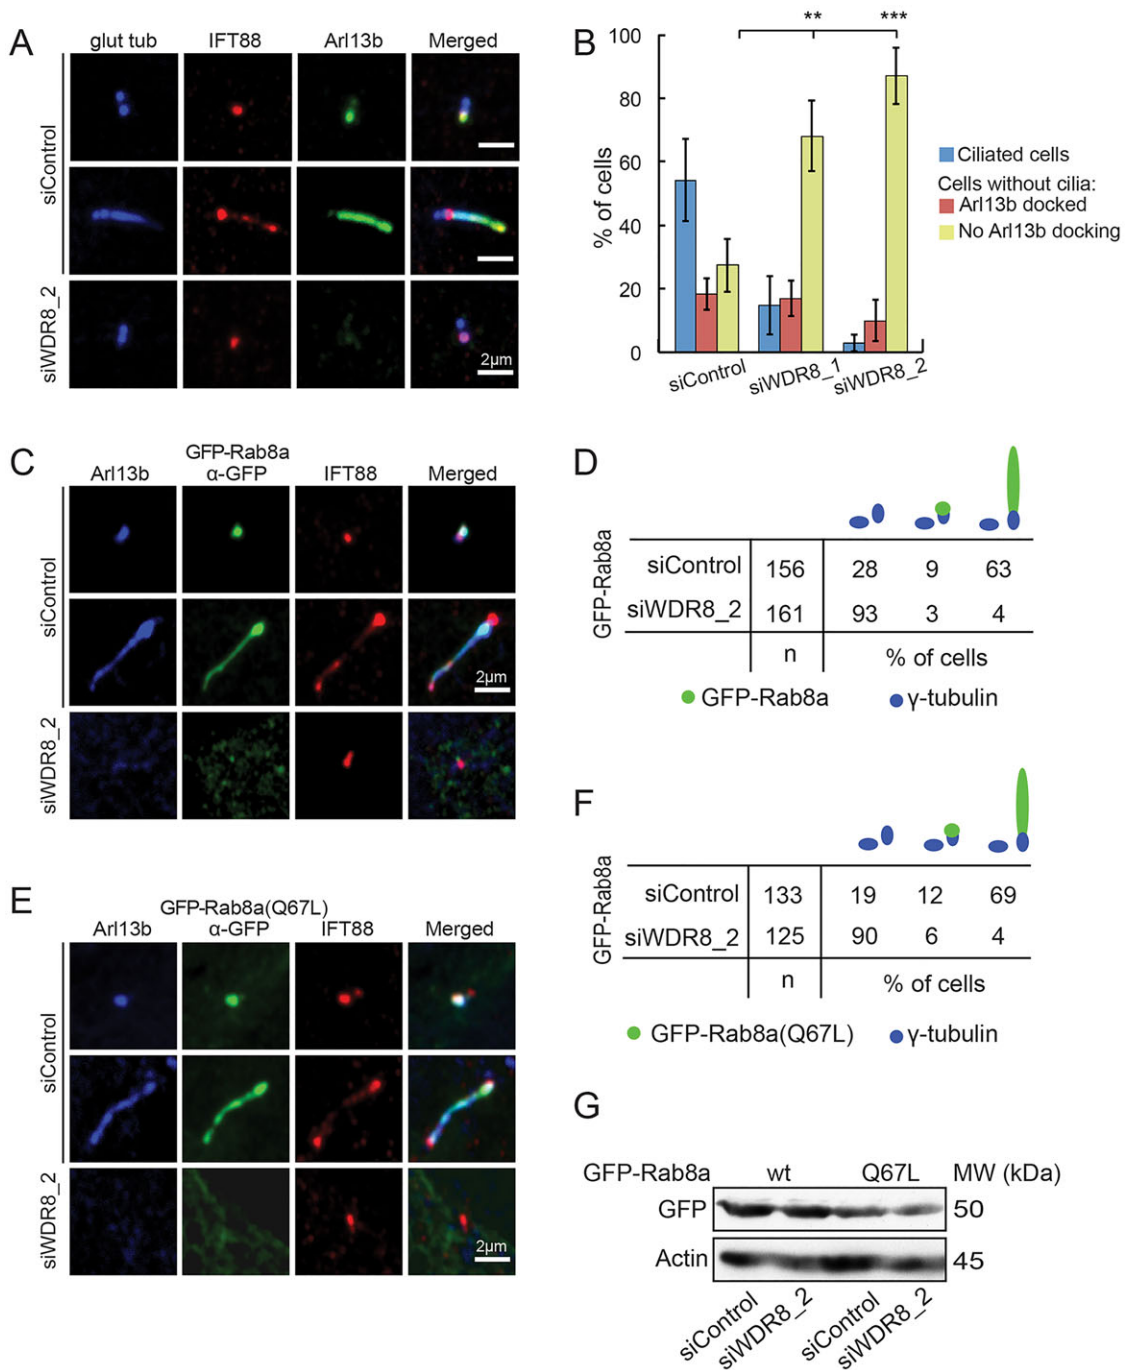 A
glut tub IFT88 Arl13b Merged
siControl
siWDR8_2
2μm
B
** ***
% of cells
100
80
60
40
20
0
siControl siWDR8_1 siWDR8_2
Ciliated cells
Cells without cilia:
Arl13b docked
No Arl13b docking
C
GFP-Rab8a
Arl13b α-GFP IFT88 Merged
siControl
siWDR8_2
2μm
D
GFP-Rab8a
siControl 156 28 9 63
siWDR8_2 161 93 3 4
n % of cells
GFP-Rab8a γ-tubulin
E
GFP-Rab8a(Q67L)
Arl13b α-GFP IFT88 Merged
siControl
siWDR8_2
2μm
F
GFP-Rab8a
siControl 133 19 12 69
siWDR8_2 125 90 6 4
n % of cells
GFP-Rab8a(Q67L) γ-tubulin
G
GFP-Rab8a wt Q67L MW (kDa)
GFP 50
Actin 45
siControl siWDR8_2 siControl siWDR8_2